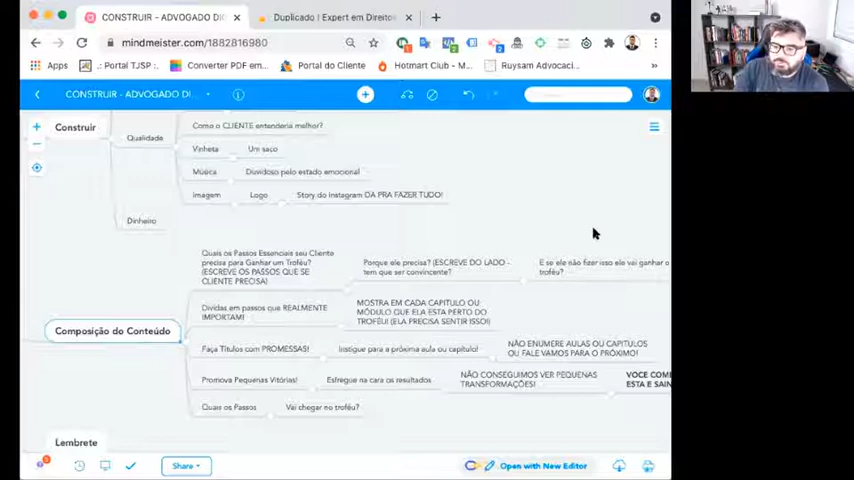 CONSTRUIR - ADVOGADO DI
Duplicado | Expert em Direitos
mindmeister.com/1882816980
Apps
.: Portal TJSP :.
Converter PDF em...
Portal do Cliente
Hotmart Club - M...
Ruysam Advocaci...
CONSTRUIR - ADVOGADO DI...
Construir
Qualidade
Como o CLIENTE entenderia melhor?
Vinheta
Um saco
Música
Duvidoso pelo estado emocional
Imagem
Logo
Story do Instagram DA PRA FAZER TUDO!
Dinheiro
Composição do Conteúdo
Quais os Passos Essenciais seu Cliente
precisa para Ganhar um Troféu?
(ESCREVE OS PASSOS QUE SE
CLIENTE PRECISA)
Porque ele precisa? (ESCREVE DO LADO -
tem que ser convincente?
E se ele não fizer isso ele vai ganhar o
troféu?
Dividas em passos que REALMENTE
IMPORTAM!
MOSTRA EM CADA CAPITULO OU
MÓDULO QUE ELA ESTA PERTO DO
TROFÉU! (ELA PRECISA SENTIR ISSO!)
Faça Títulos com PROMESSAS!
Instigue para a próxima aula ou capítulo!
NÃO ENUMERE AULAS OU CAPITULOS
OU FALE VAMOS PARA O PRÓXIMO!
Promova Pequenas Vitórias!
Esfregue na cara os resultados
NÃO CONSEGUIMOS VER PEQUENAS
TRANSFORMAÇÕES!
VOCE COME
ESTA E SAIN
Quais os Passos
Vai chegar no troféu?
Lembrete
Share
Open with New Editor